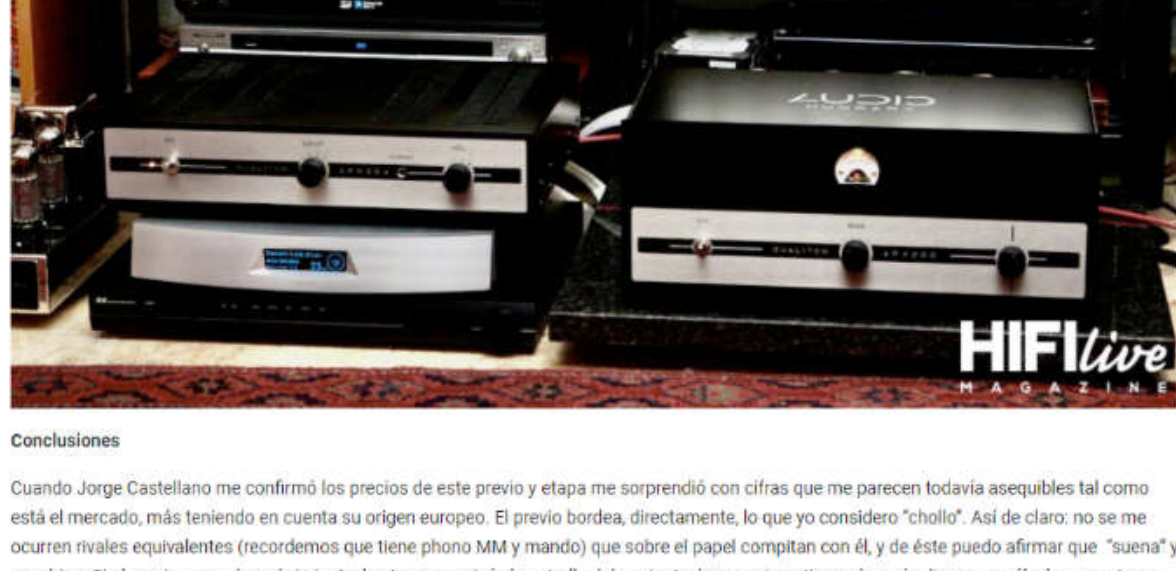 AUDIO
HUNGARY
QUALITON
QUALITON
HIFI live
MAGAZINE
Conclusiones
Cuando Jorge Castellano me confirmó los precios de este previo y etapa me sorprendió con cifras que me parecen todavía asequibles tal como
está el mercado, más teniendo en cuenta su origen europeo. El previo bordea, directamente, lo que yo considero "chollo". Así de claro: no se me
ocurren rivales equivalentes (recordemos que tiene phono MM y mando) que sobre el papel compitan con él, y de éste puedo afirmar que "suena" y